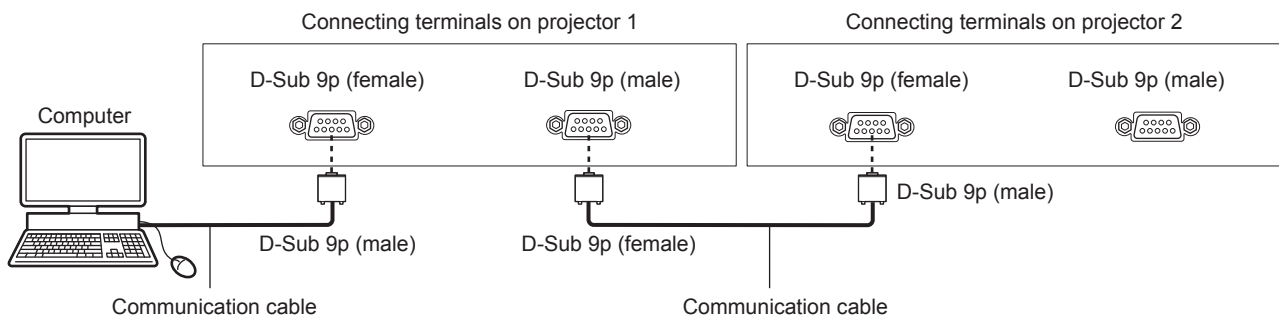 Connecting terminals on projector 1
Connecting terminals on projector 2
D-Sub 9p (female)
D-Sub 9p (male)
D-Sub 9p (female)
D-Sub 9p (male)
Computer
D-Sub 9p (male)
D-Sub 9p (male)
D-Sub 9p (female)
Communication cable
Communication cable